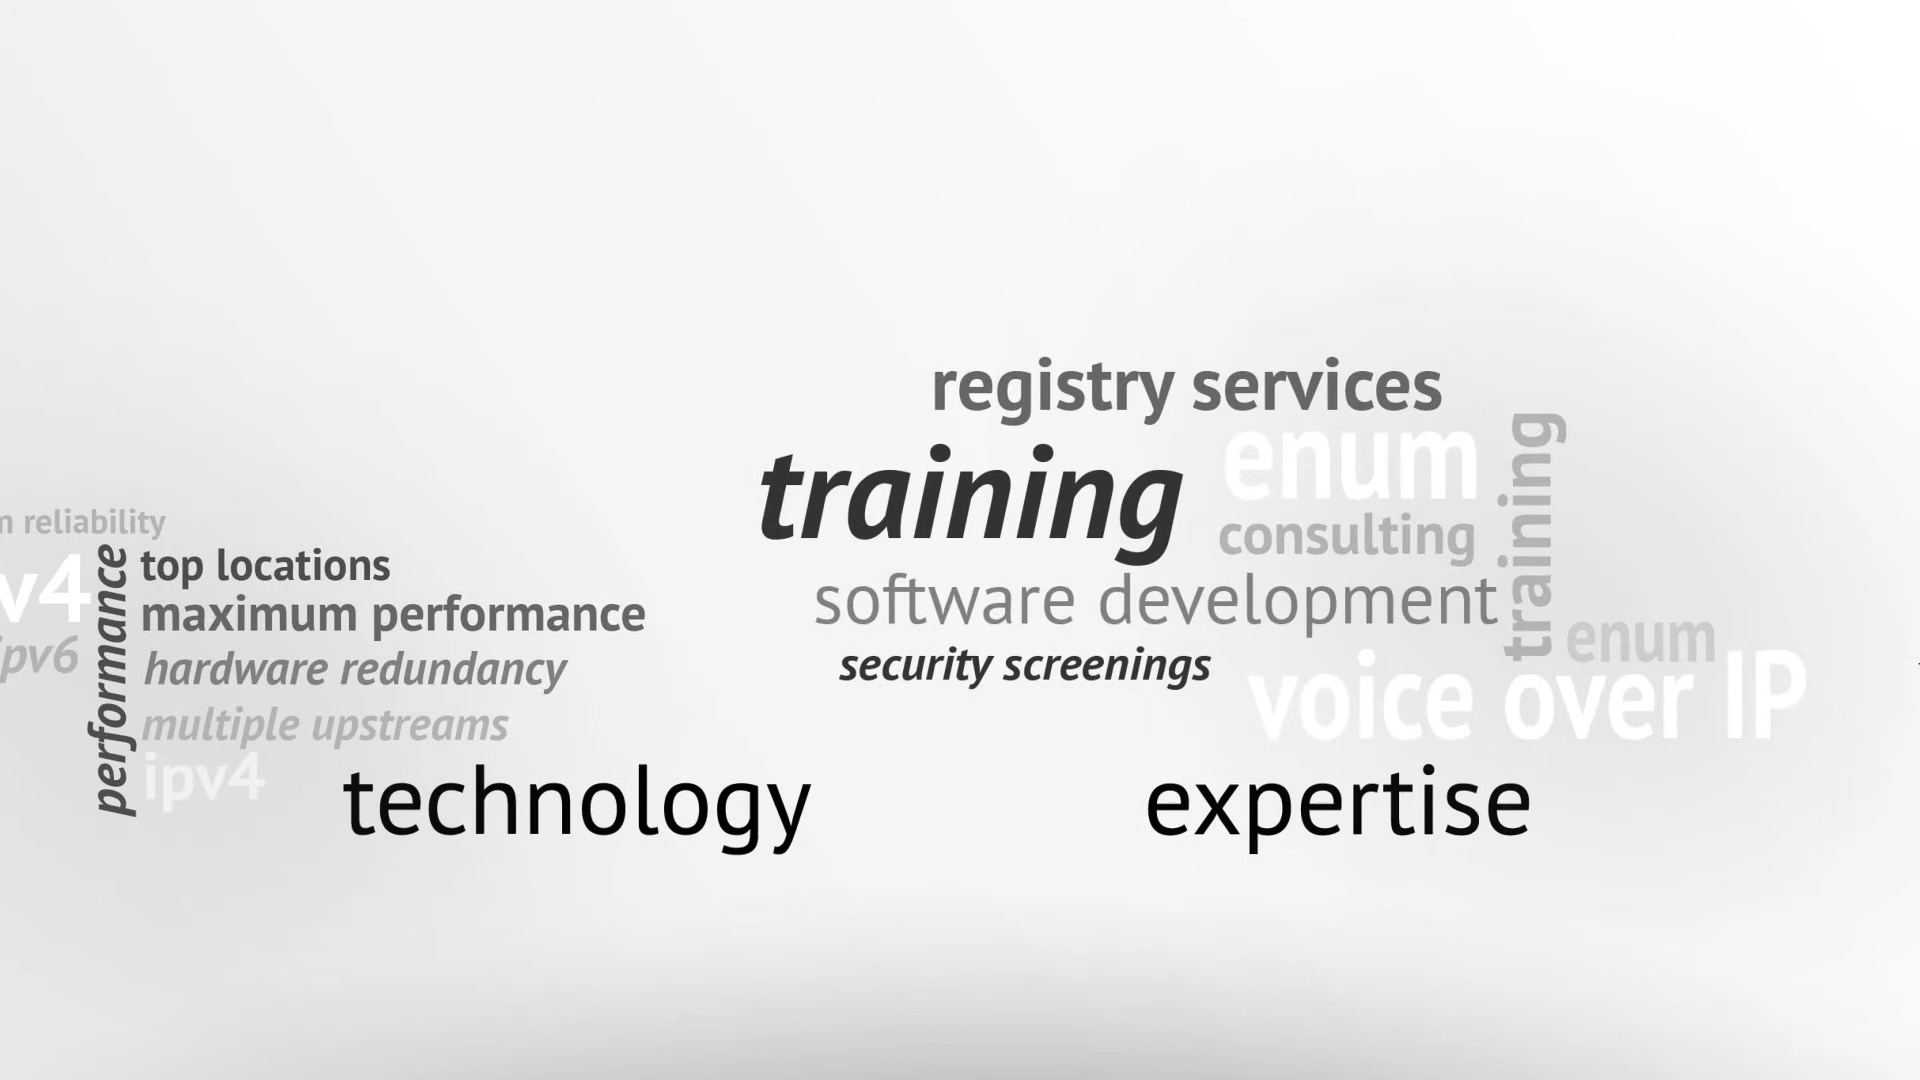 reliability
v4
ipv6
performance
top locations
maximum performance
hardware redundancy
multiple upstreams
ipv4
technology
registry services
training
enum
consulting
training
software development
enum
security screenings
voice over IP
expertise